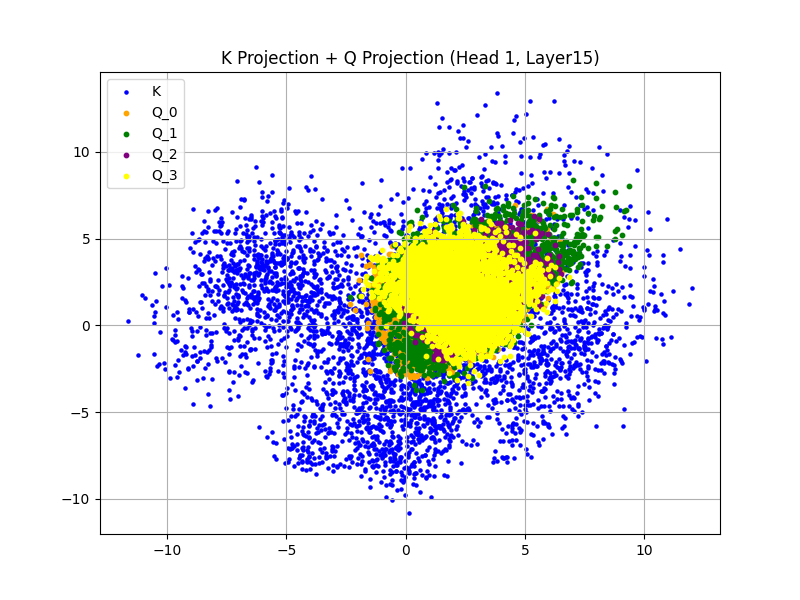 K Projection + Q Projection (Head 1, Layer15)
K
Q_0
Q_1
Q_2
Q_3
10
5
0
−5
−10
−10
−5
0
5
10